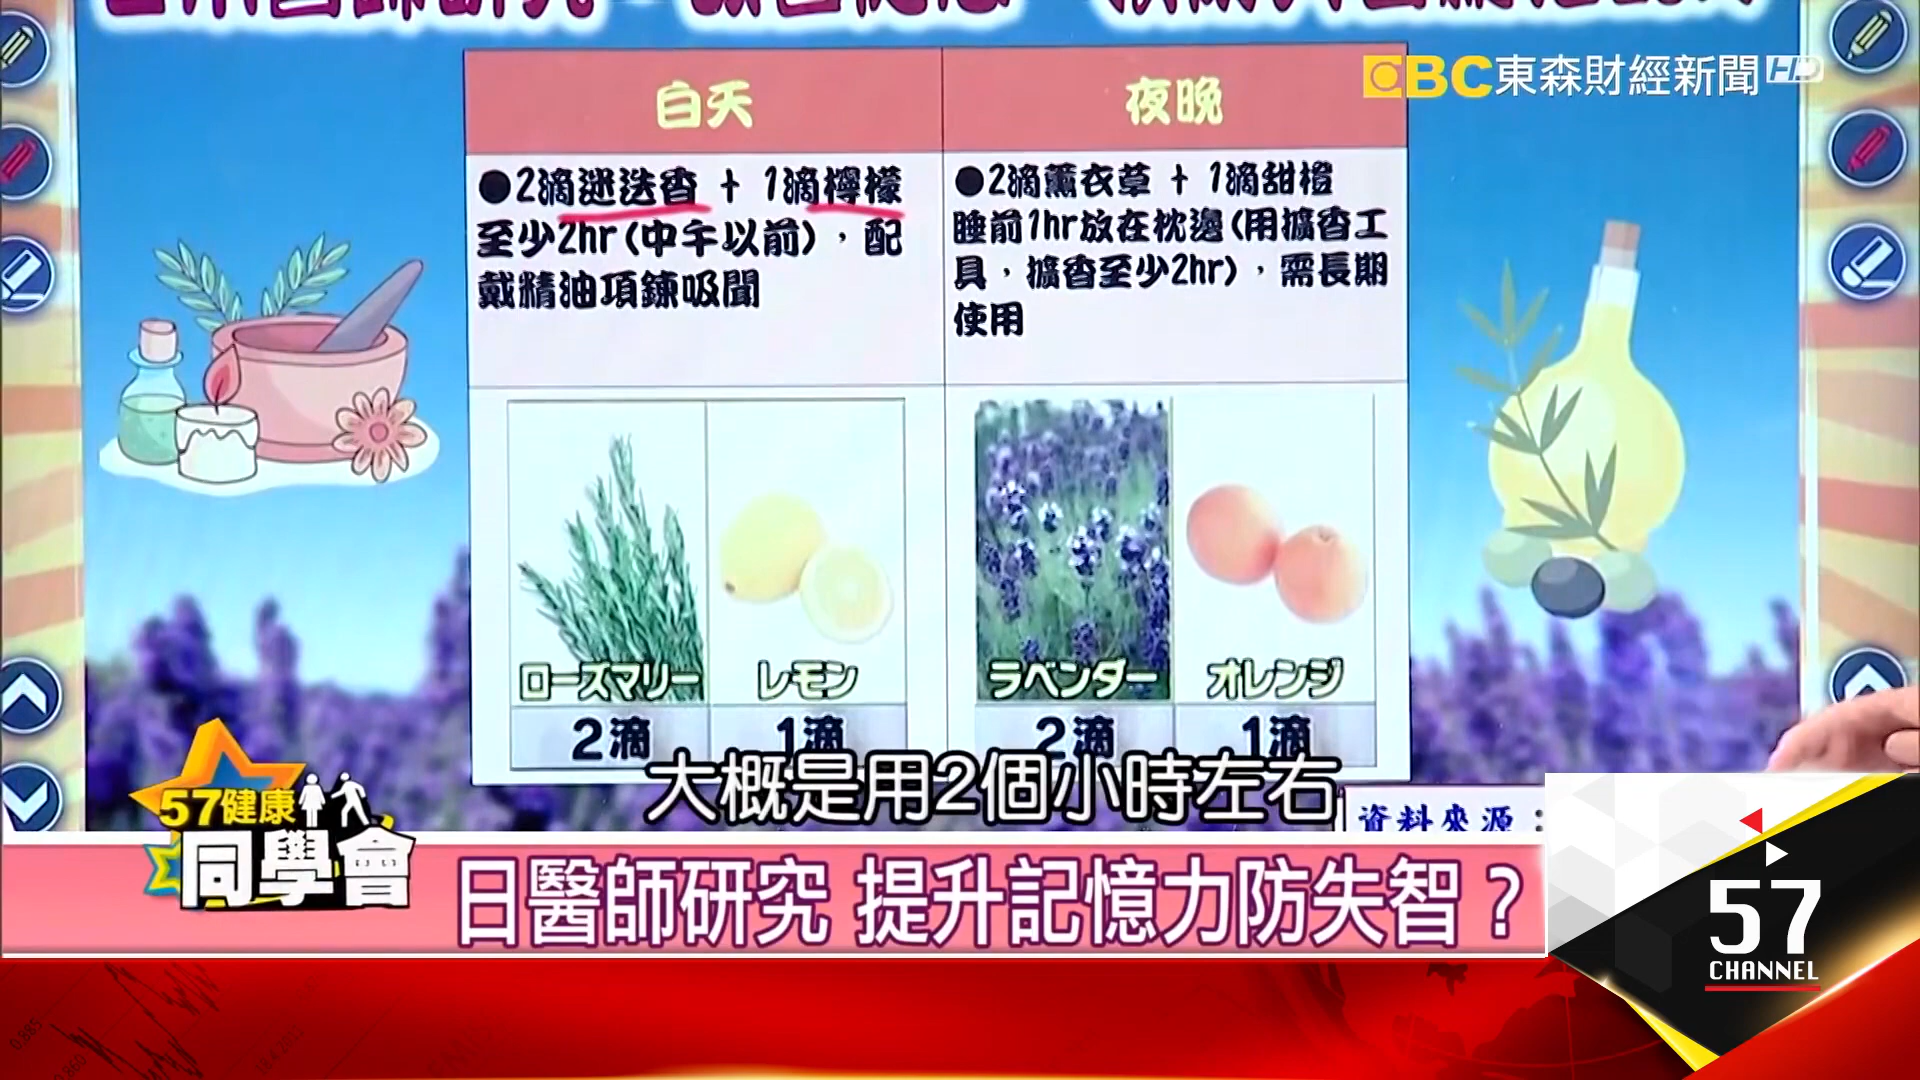 EBC東森財經新聞HD
白天
夜晚
●2滴迷迭香 + 1滴檸檬
至少2hr(中午以前)，配
戴精油項鍊吸聞
●2滴薰衣草 + 1滴甜橙
睡前1hr放在枕邊(用擴香工
具，擴香至少2hr)，需長期
使用
ローズマリー
レモン
ラベンダー
オレンジ
2滴
1滴
2滴
1滴
大概是用2個小時左右
資料來源：
57健康
同學會
日醫師研究 提升記憶力防失智？
57
CHANNEL